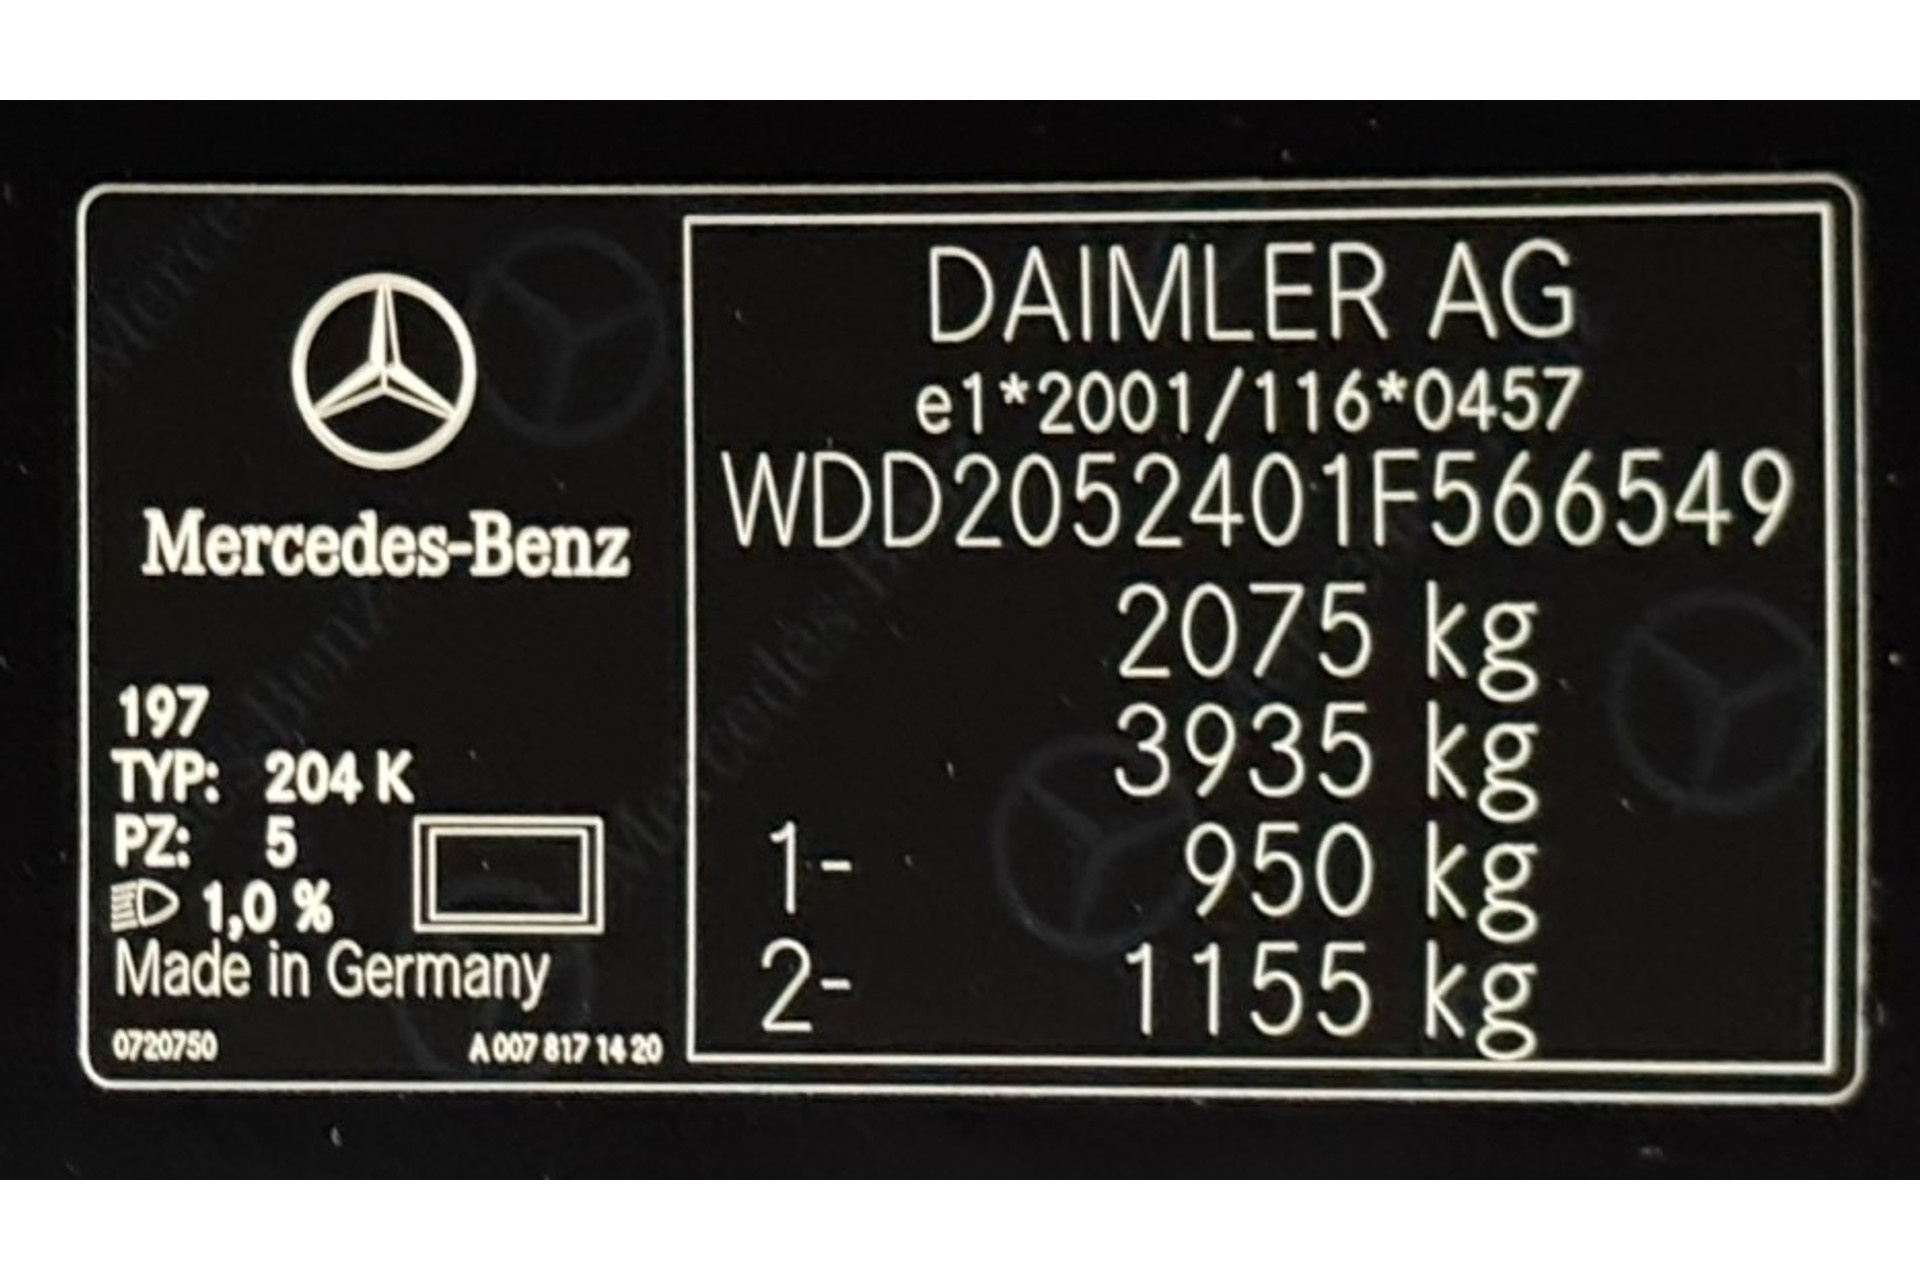 Mercedes-Benz
197
TYP: 204 K
PZ: 5
1,0 %
Made in Germany
0720750
A 007 817 14 20
DAIMLER AG
e1*2001/116*0457
WDD2052401F566549
2075 kg
3935 kg
1- 950 kg
2- 1155 kg